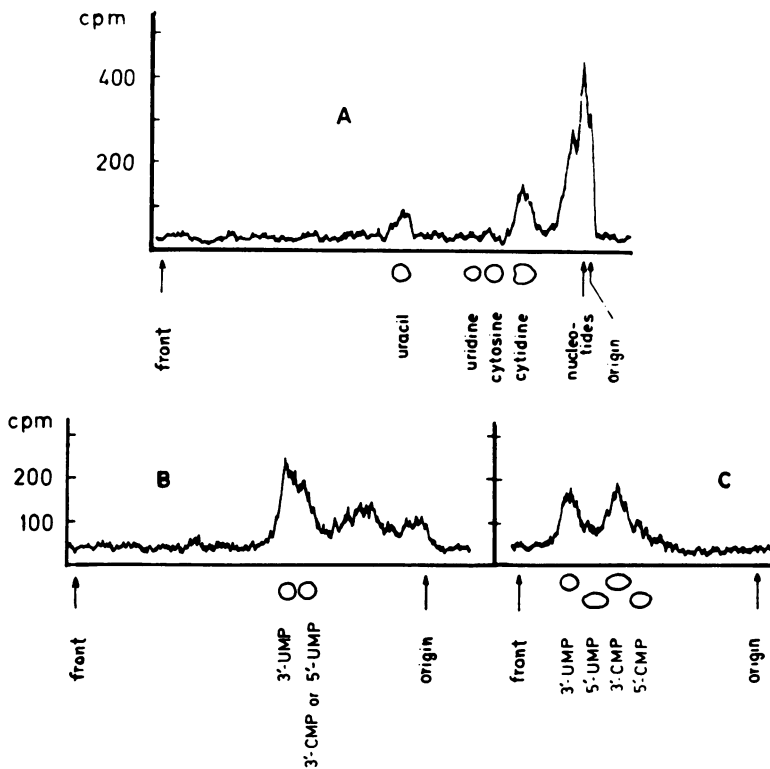 cpm
400
A
200
front
uracil
uridine
cytosine
cytidine
nucleo-
tides
origin
cpm
B
C
200
100
front
3'-UMP
3'-CMP or 5'-UMP
origin
front
3'-UMP
5'-UMP
3'-CMP
5'-CMP
origin